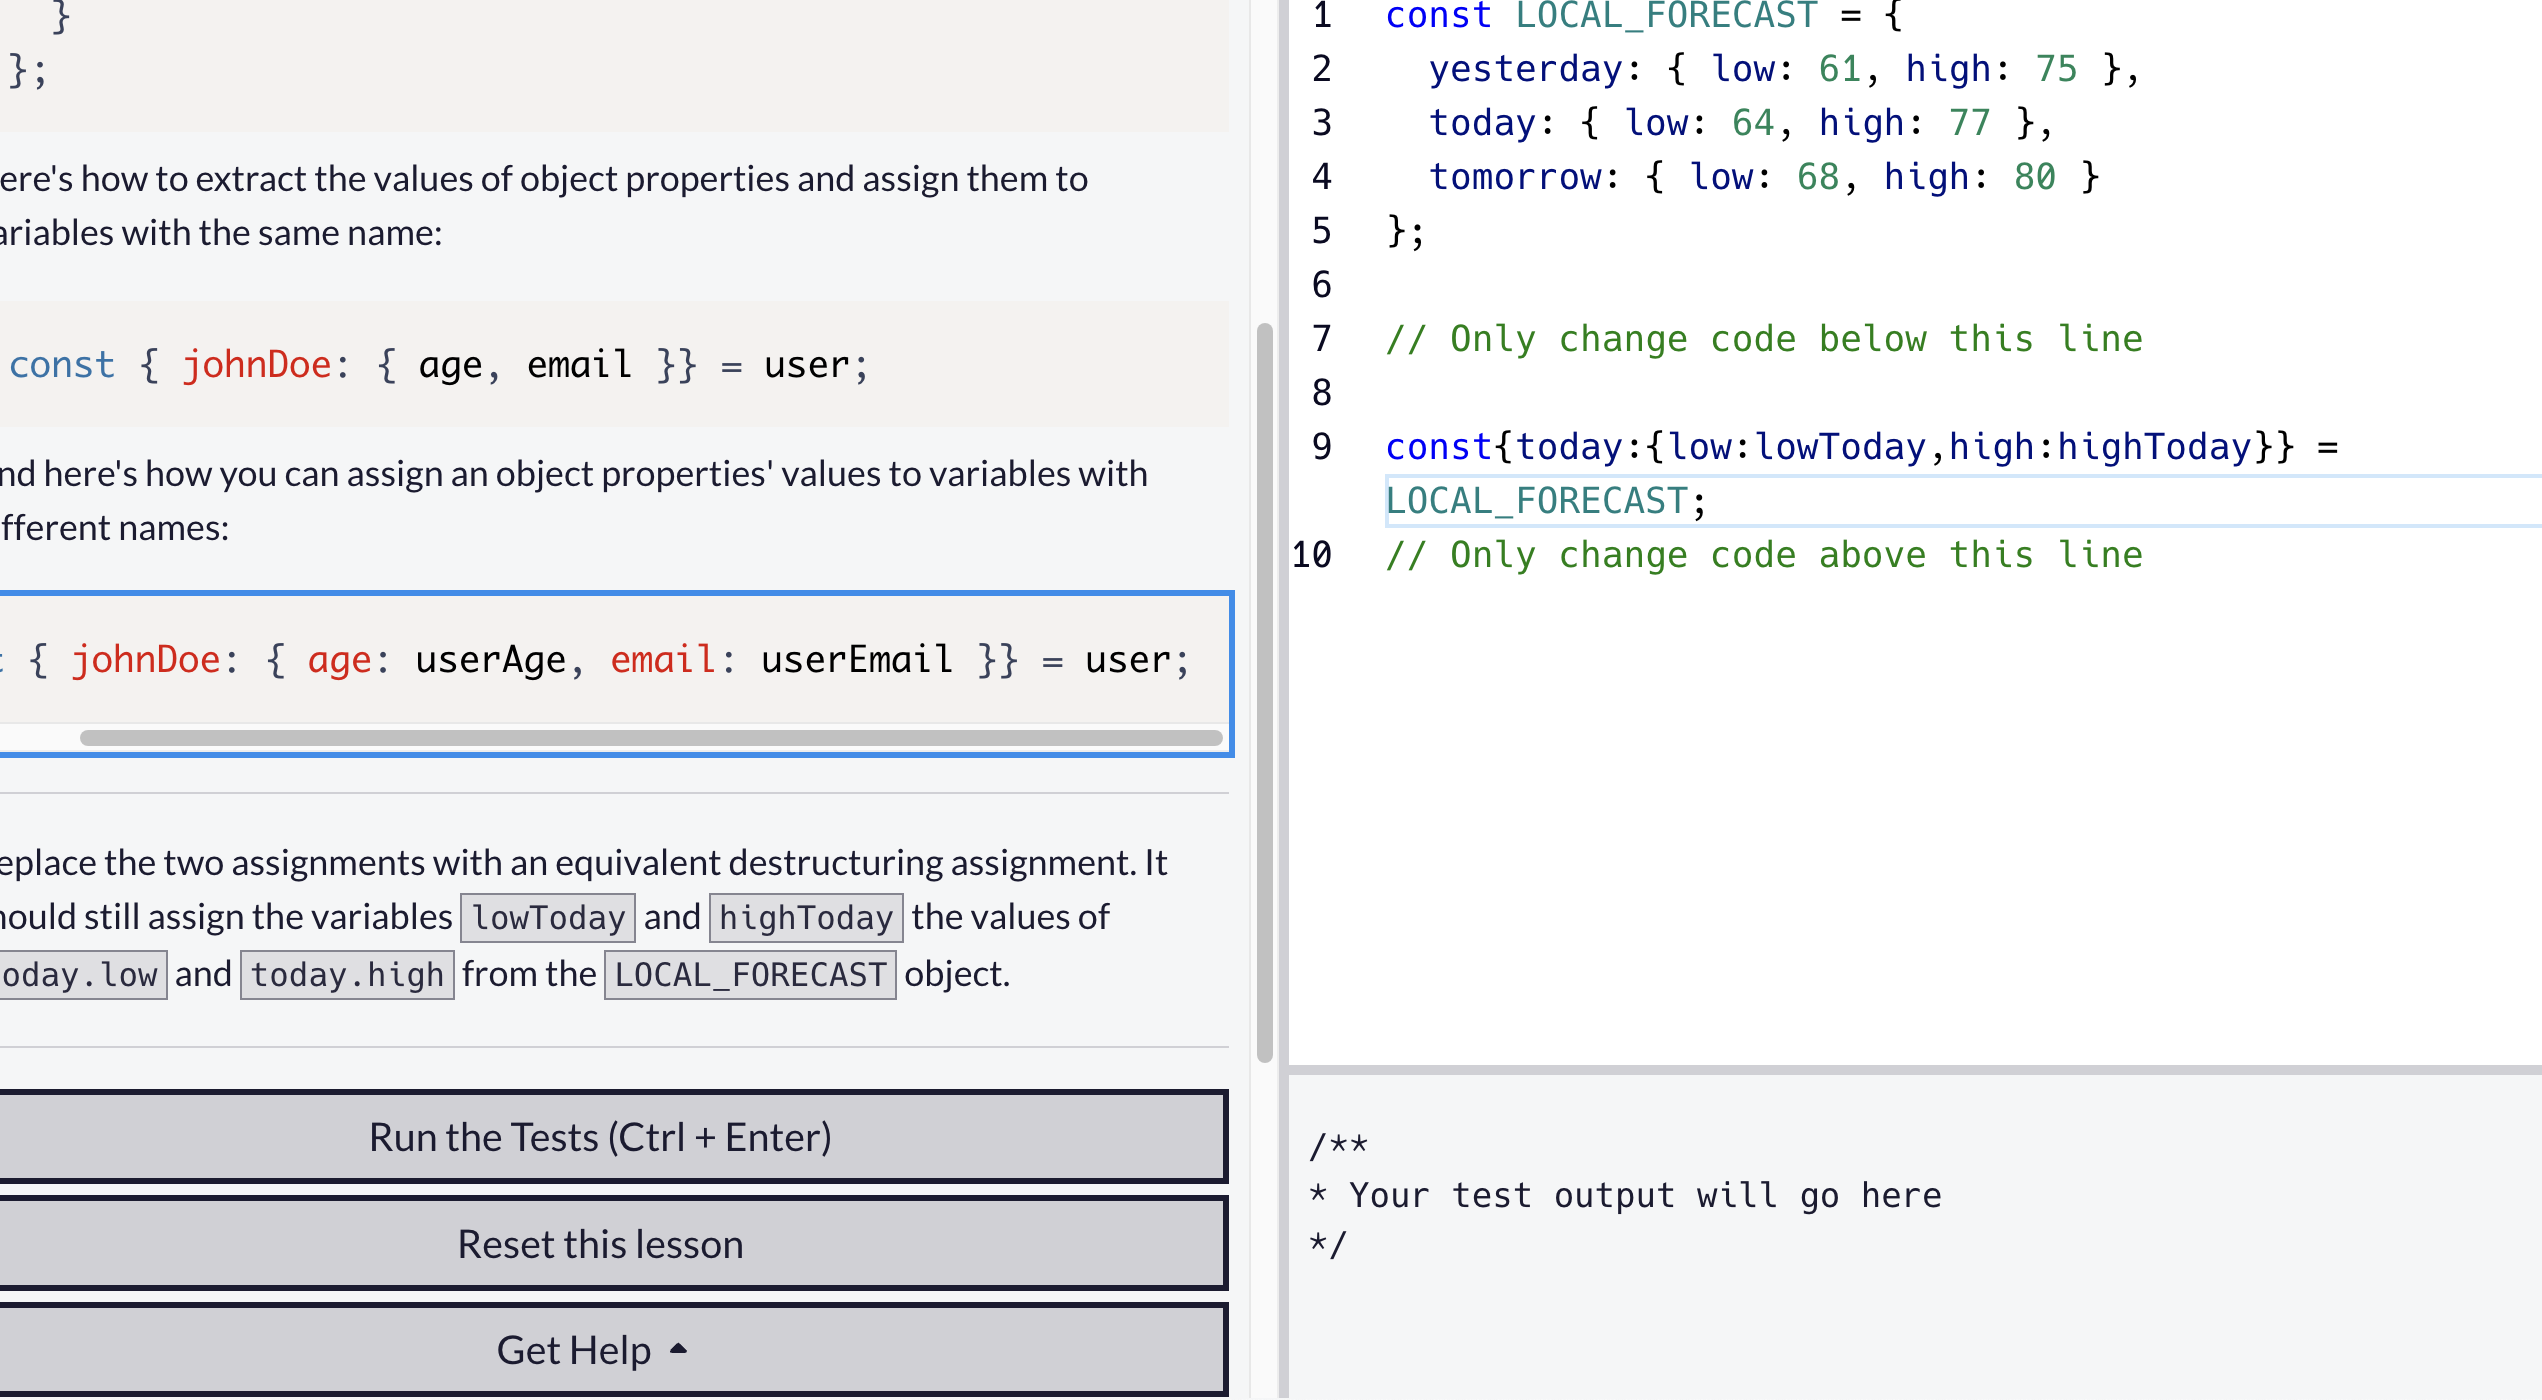 }
};
ere's how to extract the values of object properties and assign them to
ariables with the same name:
const { johnDoe: { age, email }} = user;
nd here's how you can assign an object properties' values to variables with
fferent names:
{ johnDoe: { age: userAge, email: userEmail }} = user;
eplace the two assignments with an equivalent destructuring assignment. It
hould still assign the variables lowToday and highToday the values of
oday.low and today.high from the LOCAL_FORECAST object.
Run the Tests (Ctrl + Enter)
Reset this lesson
Get Help
1 const LOCAL_FORECAST = {
2 yesterday: { low: 61, high: 75 },
3 today: { low: 64, high: 77 },
4 tomorrow: { low: 68, high: 80 }
5 };
6
7 // Only change code below this line
8
9 const{today:{low:lowToday,high:highToday}} =
LOCAL_FORECAST;
10 // Only change code above this line
/**
* Your test output will go here
*/